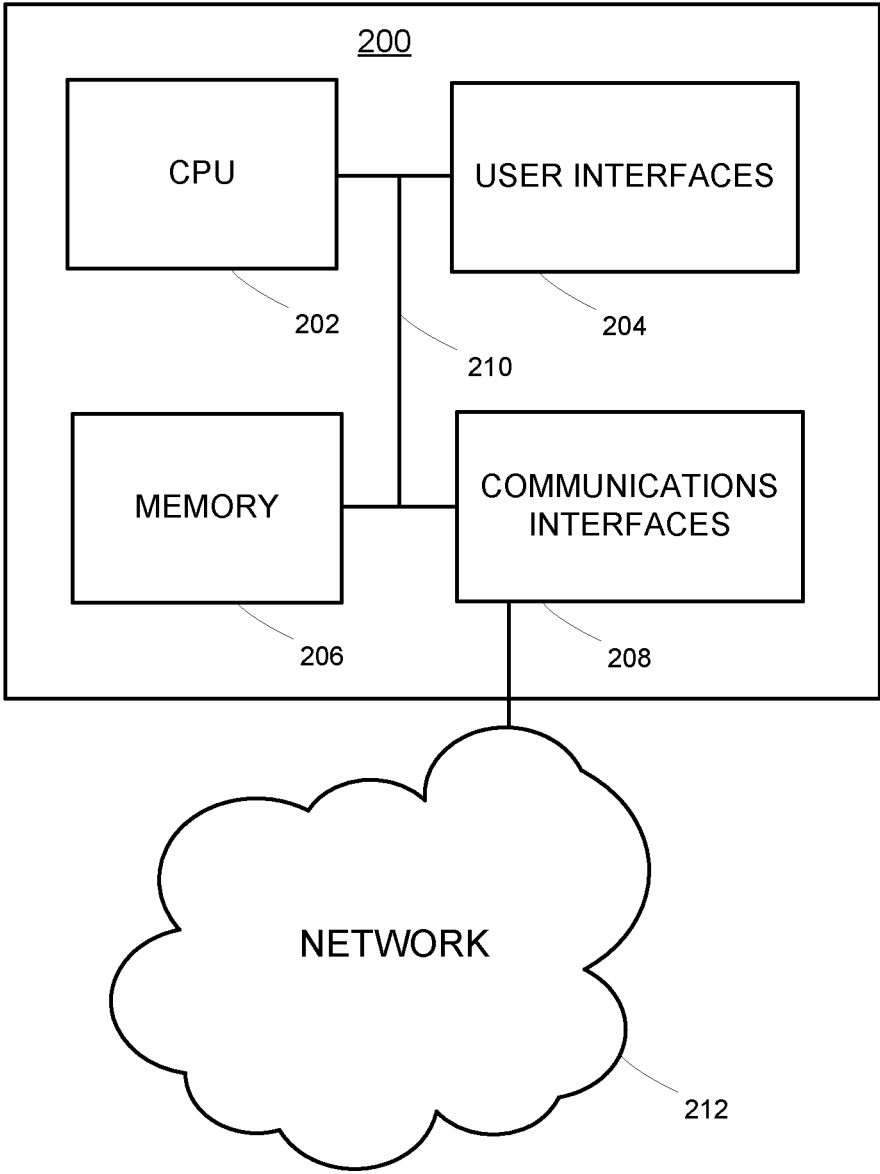 200
CPU
USER INTERFACES
202
204
210
MEMORY
COMMUNICATIONS
INTERFACES
206
208
NETWORK
212